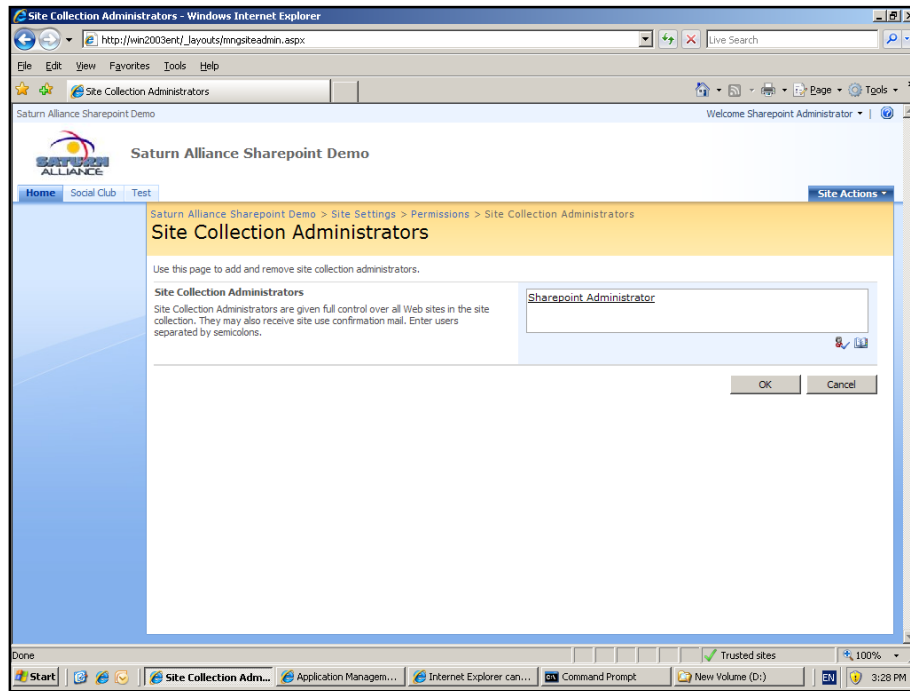 Site Collection Administrators - Windows Internet Explorer
http://win2003ent/_layouts/mngsiteadmin.aspx
Live Search
File Edit View Favorites Tools Help
Site Collection Administrators
Page Tools
Saturn Alliance Sharepoint Demo
Welcome Sharepoint Administrator
SATURN
ALLIANCE
Saturn Alliance Sharepoint Demo
Home Social Club Test
Site Actions
Saturn Alliance Sharepoint Demo > Site Settings > Permissions > Site Collection Administrators
Site Collection Administrators
Use this page to add and remove site collection administrators.
Site Collection Administrators
Site Collection Administrators are given full control over all Web sites in the site
collection. They may also receive site use confirmation mail. Enter users
separated by semicolons.
Sharepoint Administrator
OK Cancel
Done
Trusted sites
100%
Start
Site Collection Adm...
Application Managem...
Internet Explorer can...
Command Prompt
New Volume (D:)
EN
3:28 PM